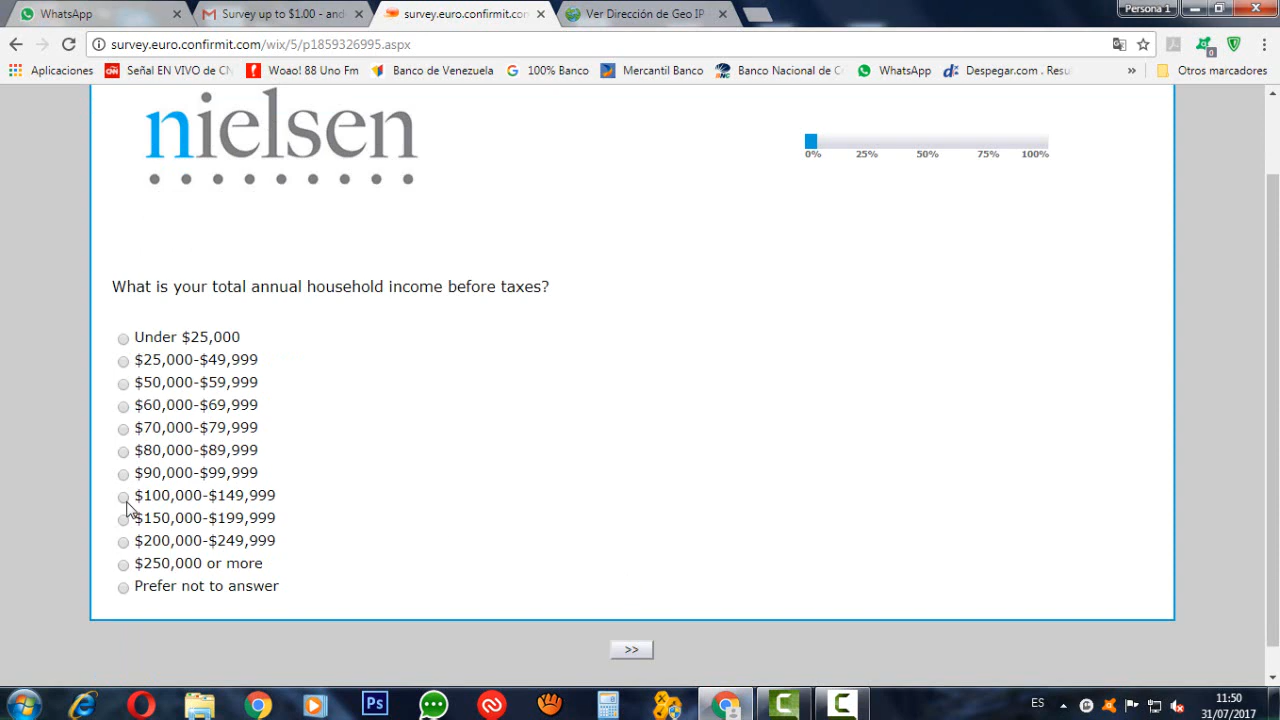 WhatsApp
Survey up to $1.00 - and
survey.euro.confirmit.co
Ver Dirección de Geo IP
Persona 1
survey.euro.confirmit.com/wix/5/p1859326995.aspx
Aplicaciones
Señal EN VIVO de CN
Woao! 88 Uno Fm
Banco de Venezuela
100% Banco
Mercantil Banco
Banco Nacional de C
WhatsApp
Despegar.com . Resu
»
Otros marcadores
nielsen
0% 25% 50% 75% 100%
What is your total annual household income before taxes?
Under $25,000
$25,000-$49,999
$50,000-$59,999
$60,000-$69,999
$70,000-$79,999
$80,000-$89,999
$90,000-$99,999
$100,000-$149,999
$150,000-$199,999
$200,000-$249,999
$250,000 or more
Prefer not to answer
>>
Ps
ES
11:50
31/07/2017